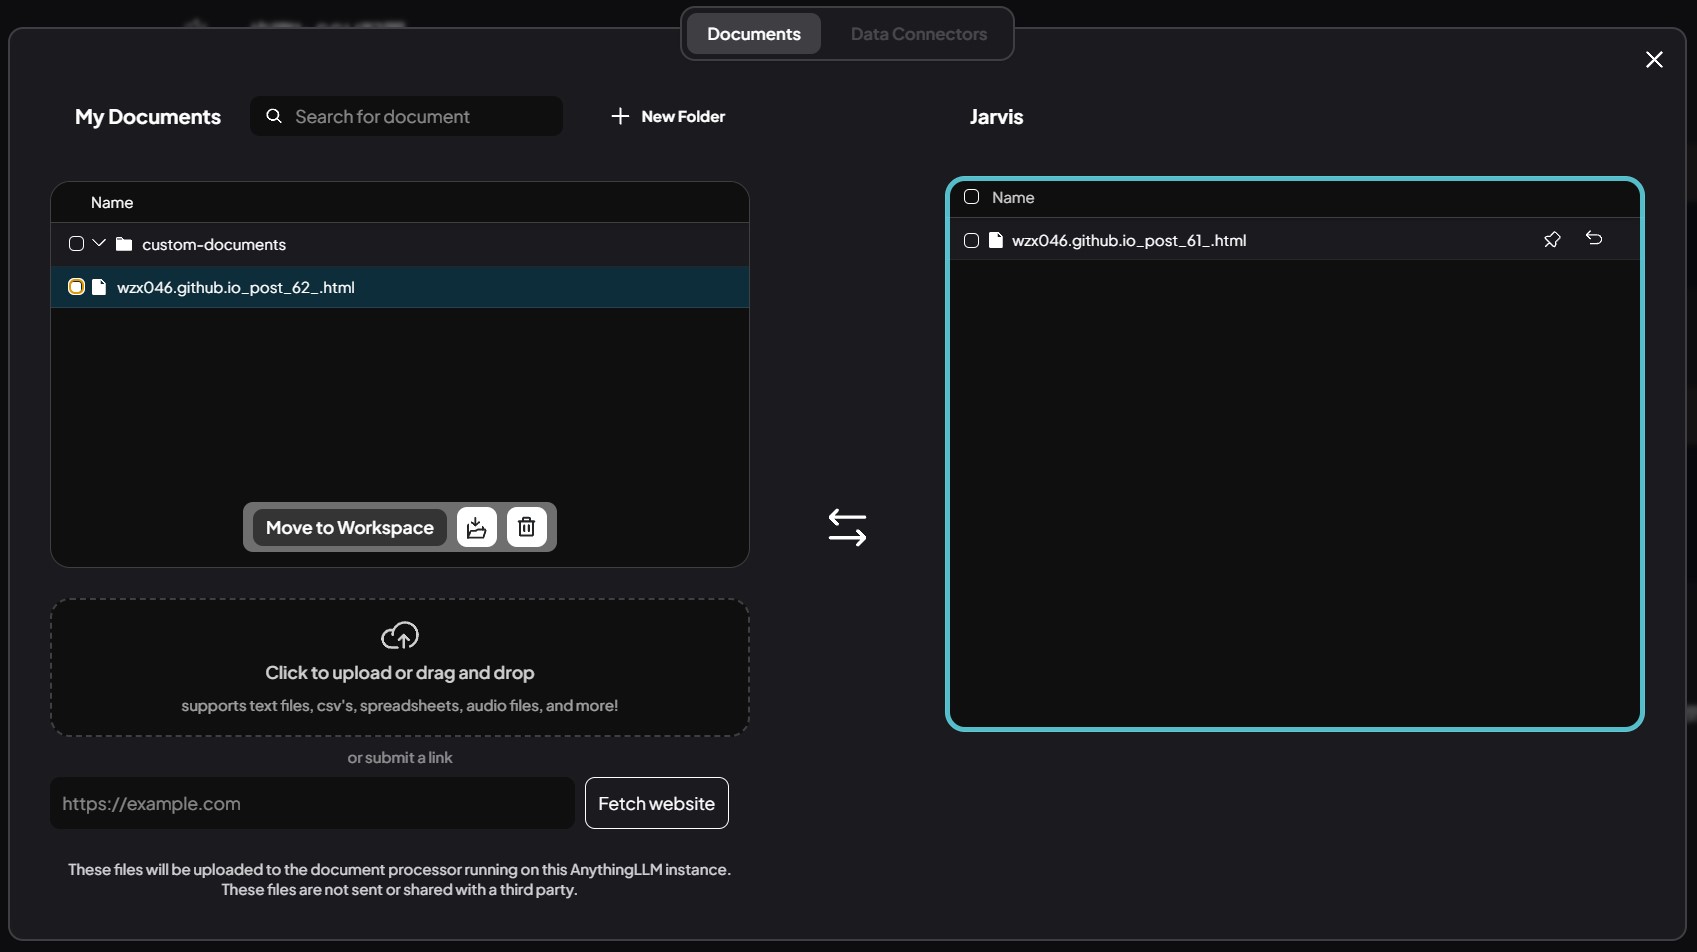 Documents
Data Connectors
My Documents
Search for document
New Folder
Jarvis
Name
custom-documents
wzx046.github.io_post_62_.html
Move to Workspace
Name
wzx046.github.io_post_61_.html
Click to upload or drag and drop
supports text files, csv's, spreadsheets, audio files, and more!
or submit a link
https://example.com
Fetch website
These files will be uploaded to the document processor running on this AnythingLLM instance.
These files are not sent or shared with a third party.